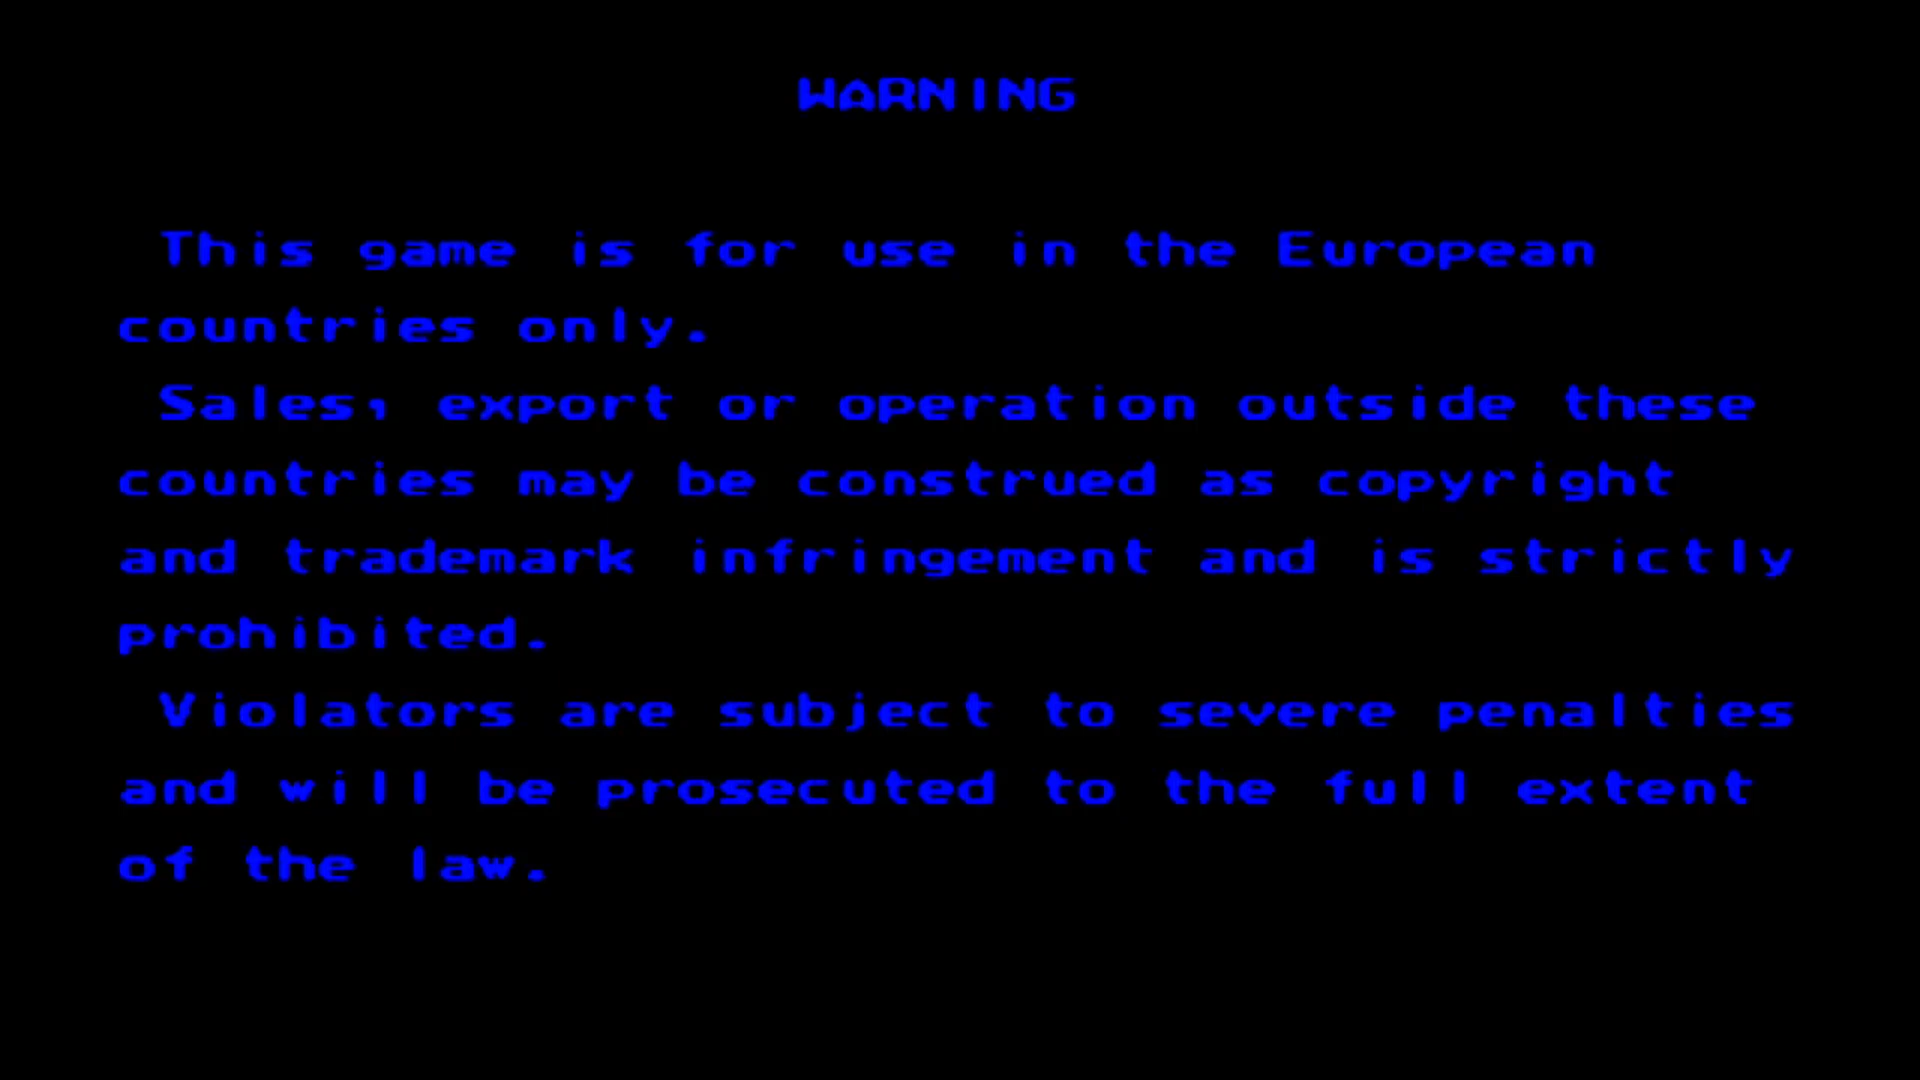 WARNING
This game is for use in the European
countries only.
Sales, export or operation outside these
countries may be construed as copyright
and trademark infringement and is strictly
prohibited.
Violators are subject to severe penalties
and will be prosecuted to the full extent
of the law.